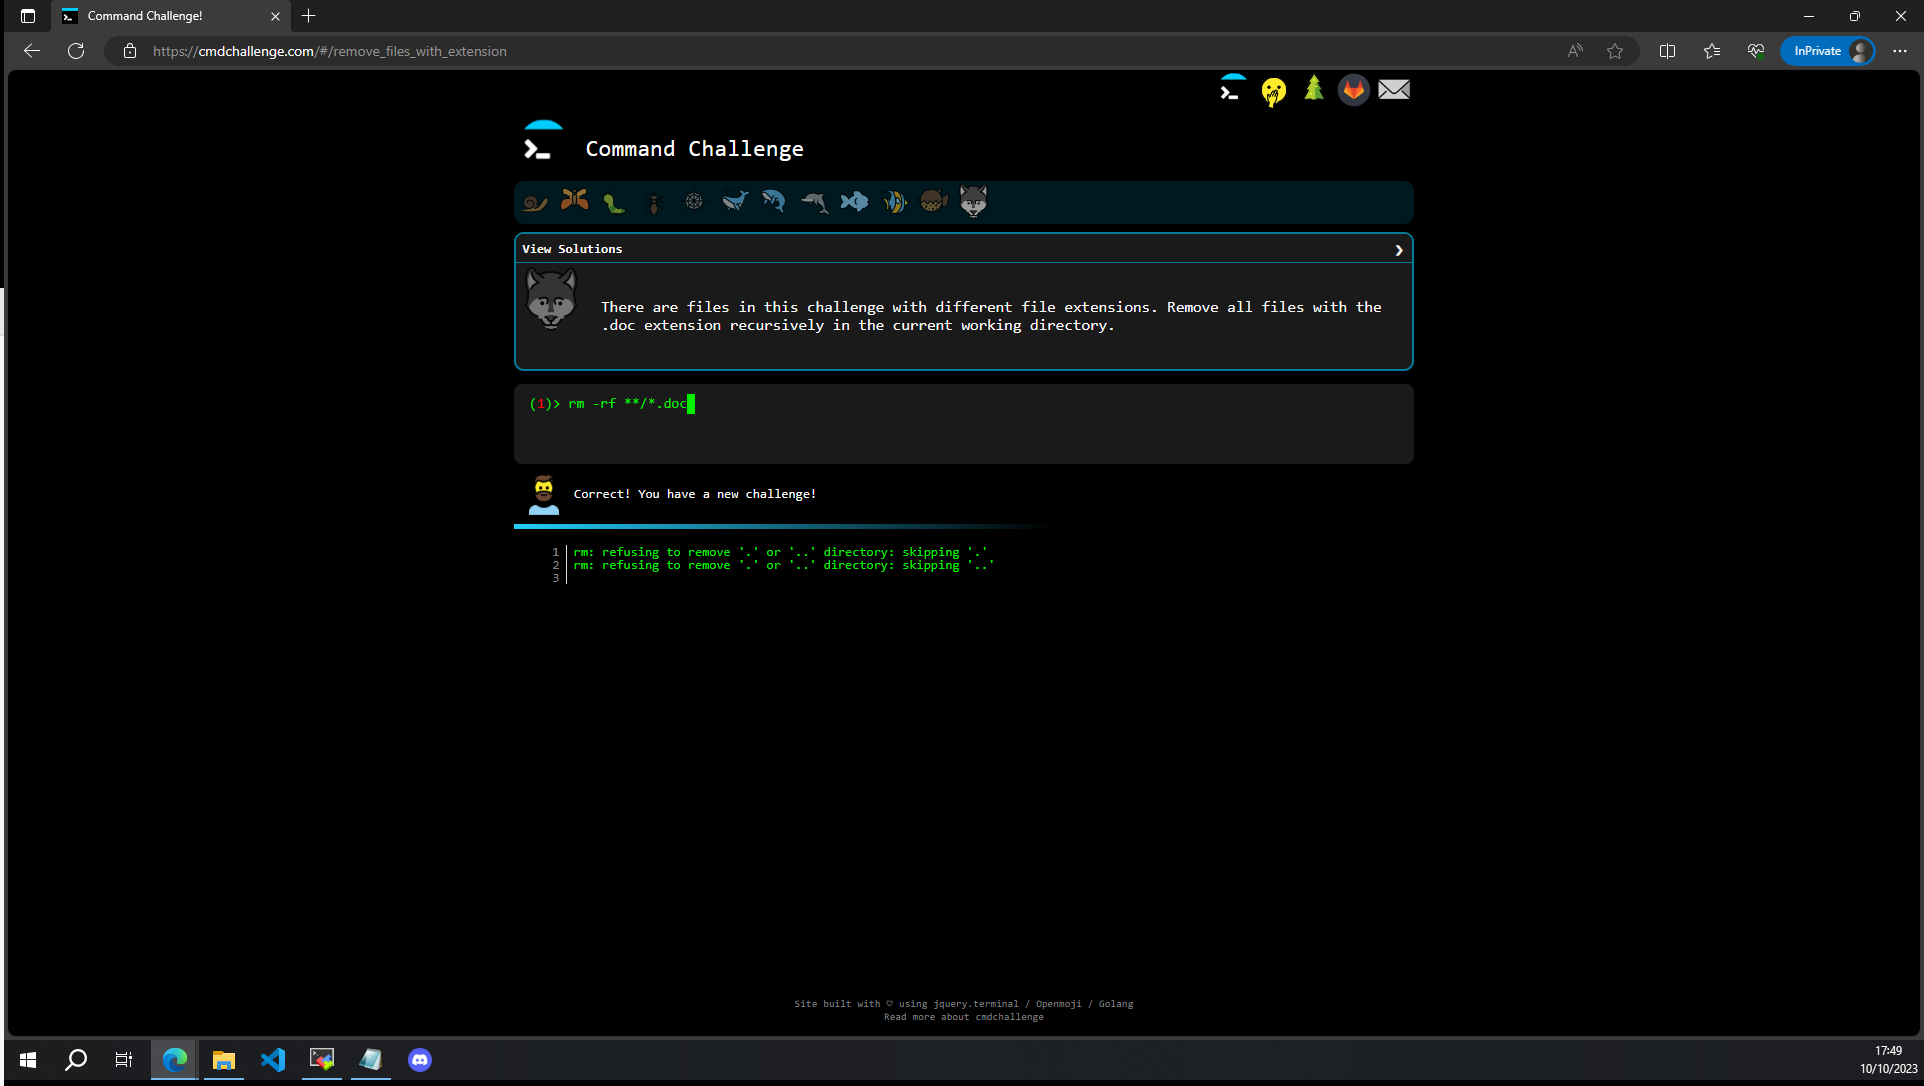 Command Challenge!
https://cmdchallenge.com/#/remove_files_with_extension
InPrivate
Command Challenge
View Solutions
There are files in this challenge with different file extensions. Remove all files with the
.doc extension recursively in the current working directory.
(1)> rm -rf **/*.doc
Correct! You have a new challenge!
1 rm: refusing to remove '.' or '..' directory: skipping '.'
2 rm: refusing to remove '.' or '..' directory: skipping '..'
3
Site built with ♡ using jquery.terminal / Openmoji / Golang
Read more about cmdchallenge
17:49
10/10/2023